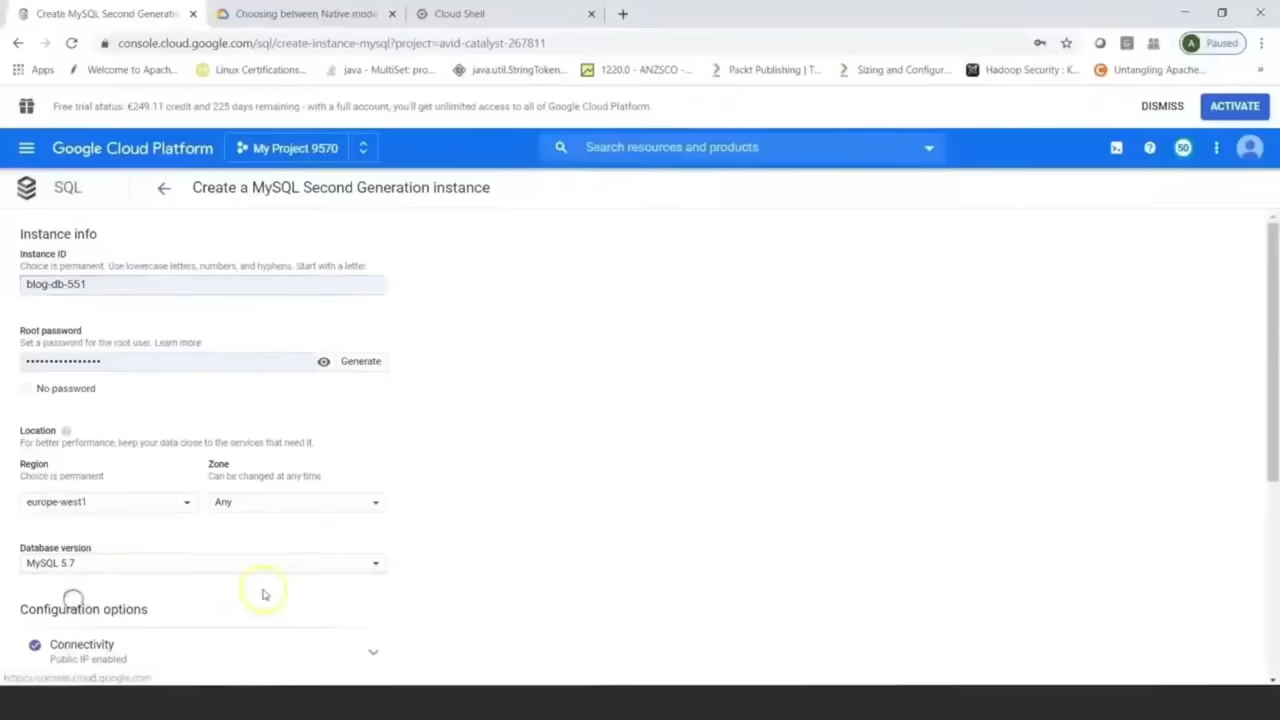 Create MySQL Second Generatio
Choosing between Native mode
Cloud Shell
console.cloud.google.com/sql/create-instance-mysql?project=avid-catalyst-267811
A Paused
Apps
Welcome to Apach...
Linux Certifications...
java - MultiSet: pro...
java.util.StringToken...
1220.0 - ANZSCO -...
Packt Publishing | T...
Sizing and Configur...
Hadoop Security : K...
Untangling Apache...
»
Free trial status: €249.11 credit and 225 days remaining - with a full account, you'll get unlimited access to all of Google Cloud Platform.
DISMISS
ACTIVATE
Google Cloud Platform
My Project 9570
Search resources and products
50
SQL
Create a MySQL Second Generation instance
Instance info
Instance ID
Choice is permanent. Use lowercase letters, numbers, and hyphens. Start with a letter.
blog-db-551
Root password
Set a password for the root user. Learn more
••••••••••••••••
Generate
No password
Location
For better performance, keep your data close to the services that need it.
Region
Zone
Choice is permanent
Can be changed at any time
europe-west1
Any
Database version
MySQL 5.7
Configuration options
Connectivity
Public IP enabled
https://console.cloud.google.com